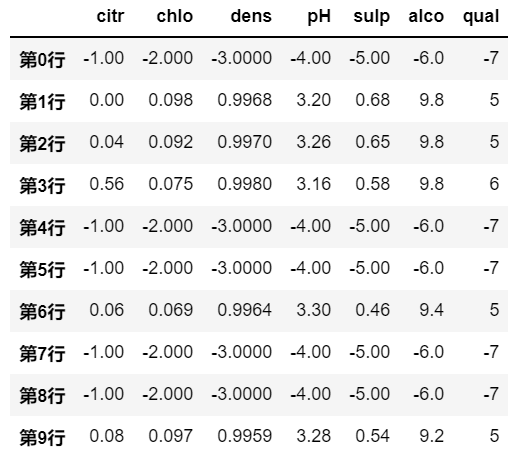 citr chlo dens pH sulp alco qual
第0行 -1.00 -2.000 -3.0000 -4.00 -5.00 -6.0 -7
第1行 0.00 0.098 0.9968 3.20 0.68 9.8 5
第2行 0.04 0.092 0.9970 3.26 0.65 9.8 5
第3行 0.56 0.075 0.9980 3.16 0.58 9.8 6
第4行 -1.00 -2.000 -3.0000 -4.00 -5.00 -6.0 -7
第5行 -1.00 -2.000 -3.0000 -4.00 -5.00 -6.0 -7
第6行 0.06 0.069 0.9964 3.30 0.46 9.4 5
第7行 -1.00 -2.000 -3.0000 -4.00 -5.00 -6.0 -7
第8行 -1.00 -2.000 -3.0000 -4.00 -5.00 -6.0 -7
第9行 0.08 0.097 0.9959 3.28 0.54 9.2 5